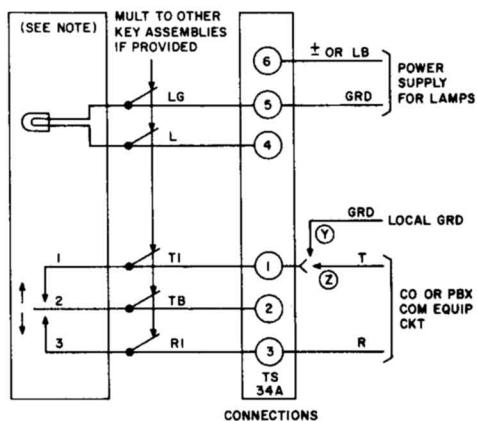 (SEE NOTE)
MULT TO OTHER
KEY ASSEMBLIES
IF PROVIDED
6
± OR LB
POWER
SUPPLY
FOR LAMPS
LG
5
GRD
L
4
GRD
LOCAL GRD
Y
1
T1
1
T
Z
CO OR PBX
COM EQUIP
CKT
2
TB
2
3
R1
3
R
TS
34A
CONNECTIONS